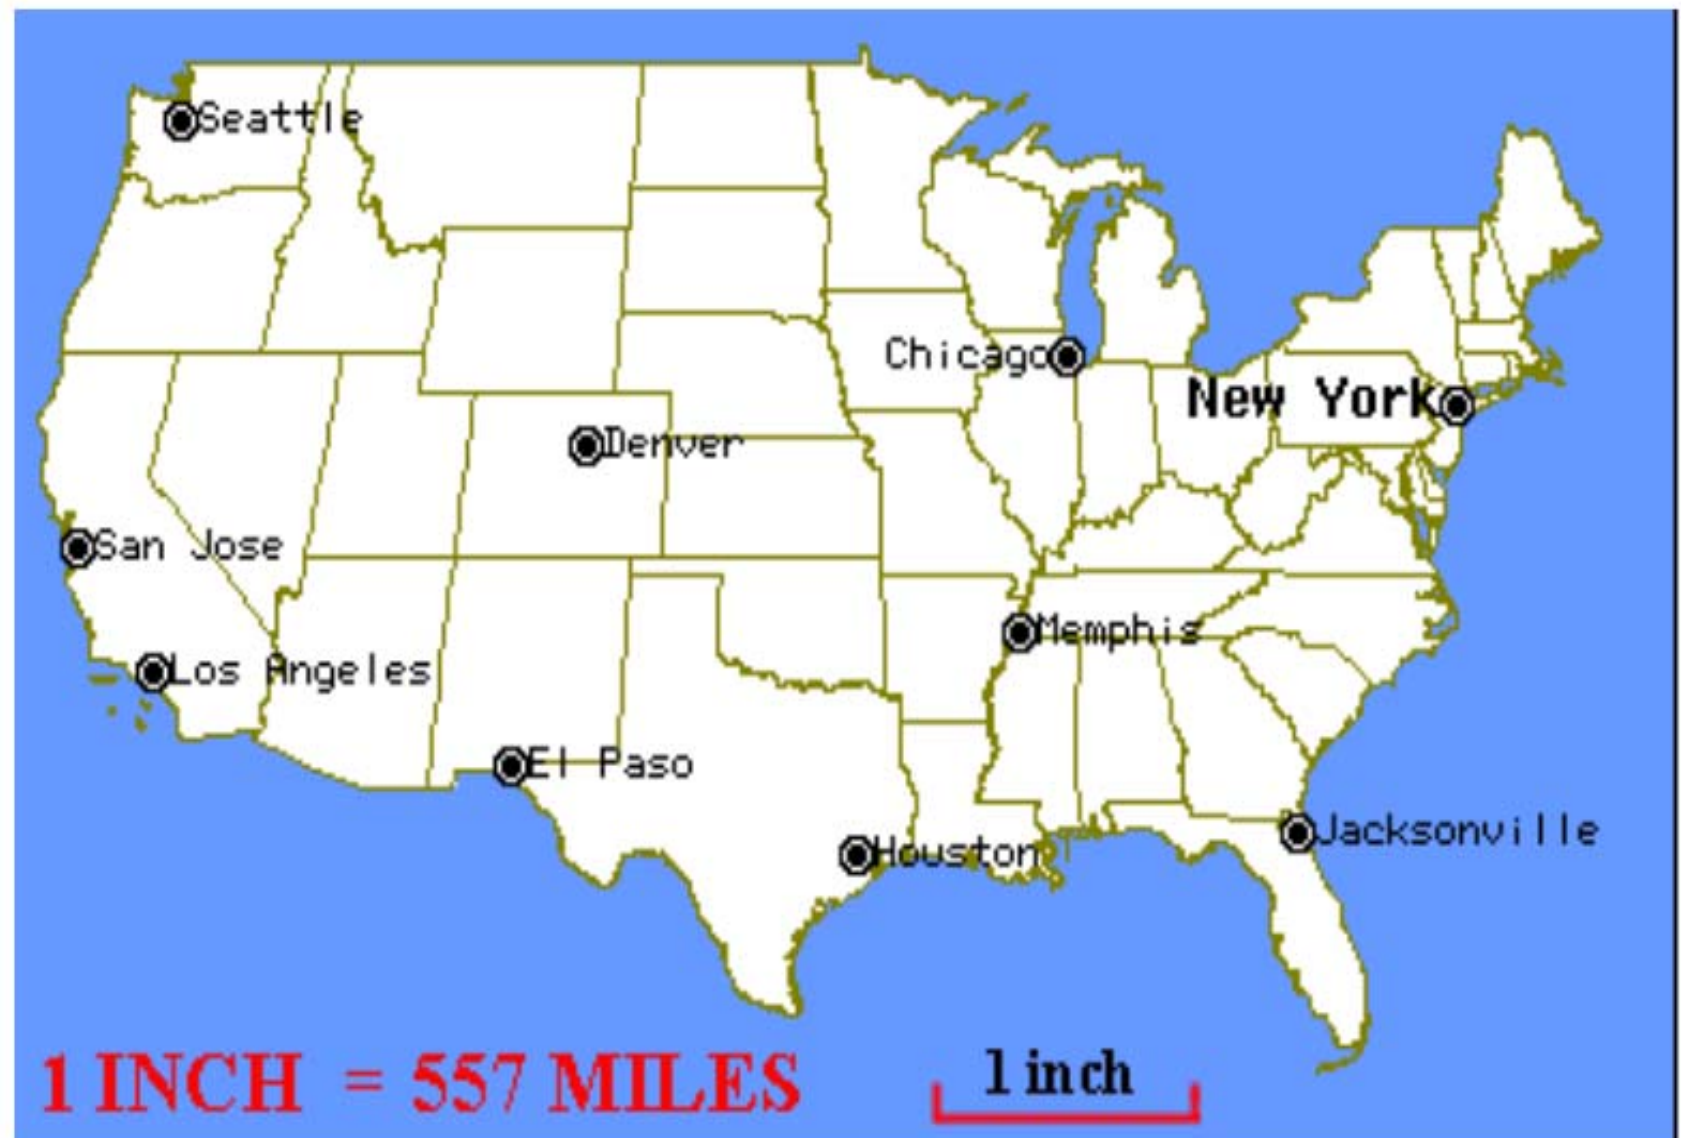 Seattle
Chicago
New York
Denver
San Jose
Memphis
Los Angeles
El Paso
Jacksonville
Houston
1 INCH = 557 MILES
1 inch